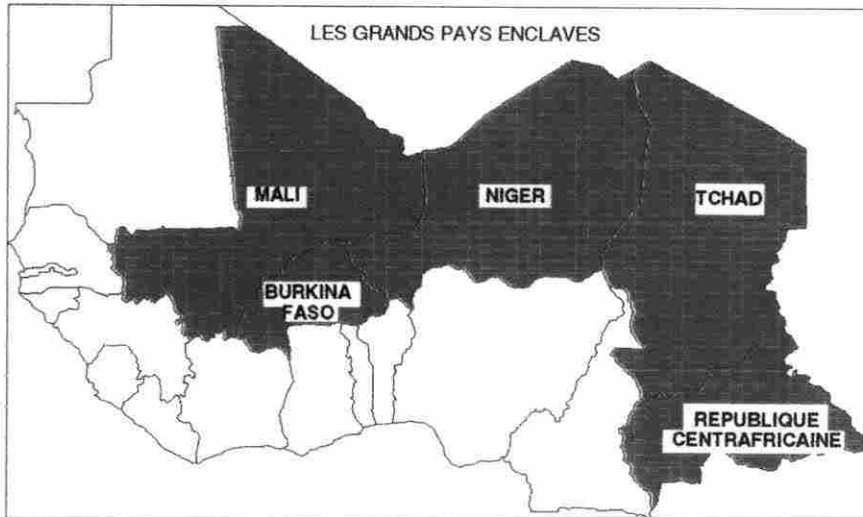 LES GRANDS PAYS ENCLAVES
MALI
NIGER
TCHAD
BURKINA
FASO
REPUBLIQUE
CENTRAFRICAINE